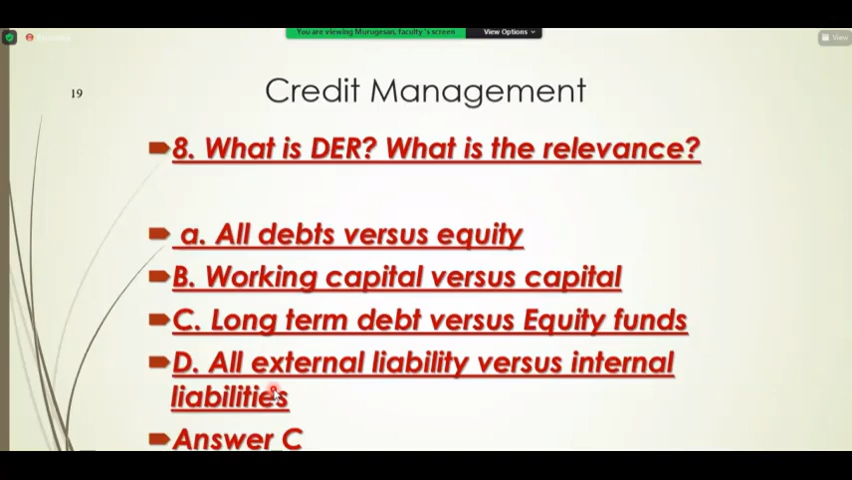 You are viewing Murugesan, faculty's screen
View Options
View
19
Credit Management
8. What is DER? What is the relevance?
a. All debts versus equity
B. Working capital versus capital
C. Long term debt versus Equity funds
D. All external liability versus internal
liabilities
Answer C